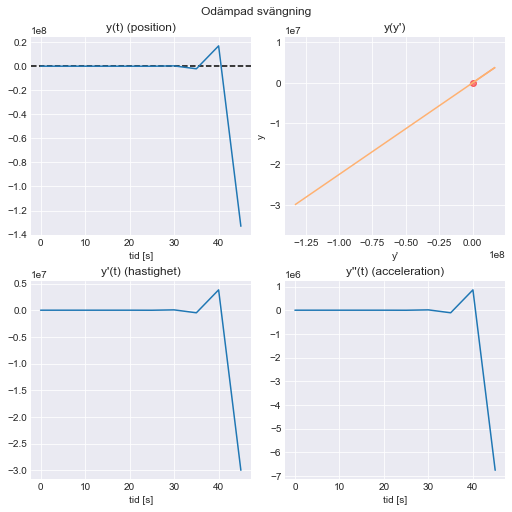 Odämpad svängning
y(t) (position)
1e8
0.2
0.0
−0.2
−0.4
−0.6
−0.8
−1.0
−1.2
−1.4
0 10 20 30 40
tid [s]
y(y')
1e7
1
0
−1
−2
−3
y
−1.25 −1.00 −0.75 −0.50 −0.25 0.00
1e8
y'
y'(t) (hastighet)
1e7
0.5
0.0
−0.5
−1.0
−1.5
−2.0
−2.5
−3.0
0 10 20 30 40
tid [s]
y''(t) (acceleration)
1e6
1
0
−1
−2
−3
−4
−5
−6
−7
0 10 20 30 40
tid [s]